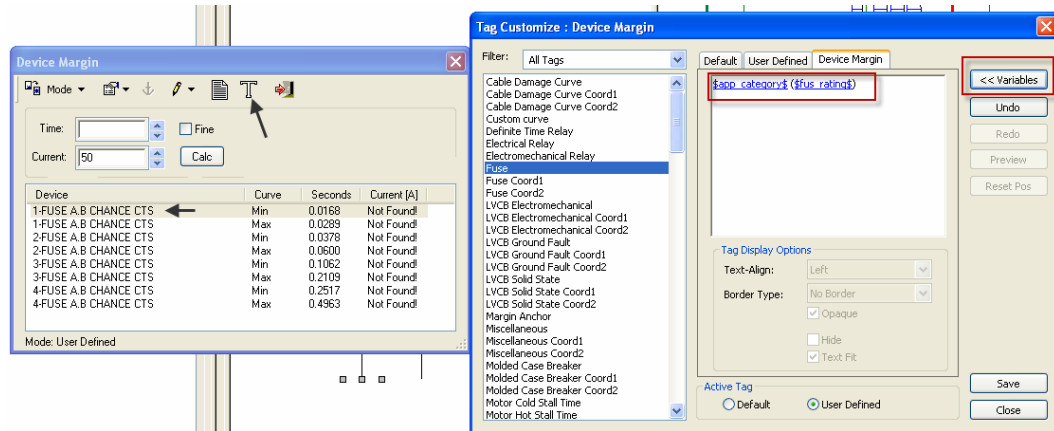 Device Margin
Mode
T
Time:
Fine
Current: 50 Calc
Device Curve Seconds Current [A]
1-FUSE A.B CHANCE CTS Min 0.0168 Not Found!
1-FUSE A.B CHANCE CTS Max 0.0289 Not Found!
2-FUSE A.B CHANCE CTS Min 0.0378 Not Found!
2-FUSE A.B CHANCE CTS Max 0.0600 Not Found!
3-FUSE A.B CHANCE CTS Min 0.1062 Not Found!
3-FUSE A.B CHANCE CTS Max 0.2109 Not Found!
4-FUSE A.B CHANCE CTS Min 0.2517 Not Found!
4-FUSE A.B CHANCE CTS Max 0.4963 Not Found!
Mode: User Defined
Tag Customize : Device Margin
Filter: All Tags
Cable Damage Curve
Cable Damage Curve Coord1
Cable Damage Curve Coord2
Custom curve
Definite Time Relay
Electrical Relay
Electromechanical Relay
Fuse
Fuse Coord1
Fuse Coord2
LVCB Electromechanical
LVCB Electromechanical Coord1
LVCB Electromechanical Coord2
LVCB Ground Fault
LVCB Ground Fault Coord1
LVCB Ground Fault Coord2
LVCB Solid State
LVCB Solid State Coord1
LVCB Solid State Coord2
Margin Anchor
Miscellaneous
Miscellaneous Coord1
Miscellaneous Coord2
Molded Case Breaker
Molded Case Breaker Coord1
Molded Case Breaker Coord2
Motor Cold Stall Time
Motor Hot Stall Time
Default User Defined Device Margin
$app_category$ ($fus_rating$)
Tag Display Options
Text-Align: Left
Border Type: No Border
Opaque
Hide
Text Fit
Active Tag
Default User Defined
<< Variables
Undo
Redo
Preview
Reset Pos
Save
Close